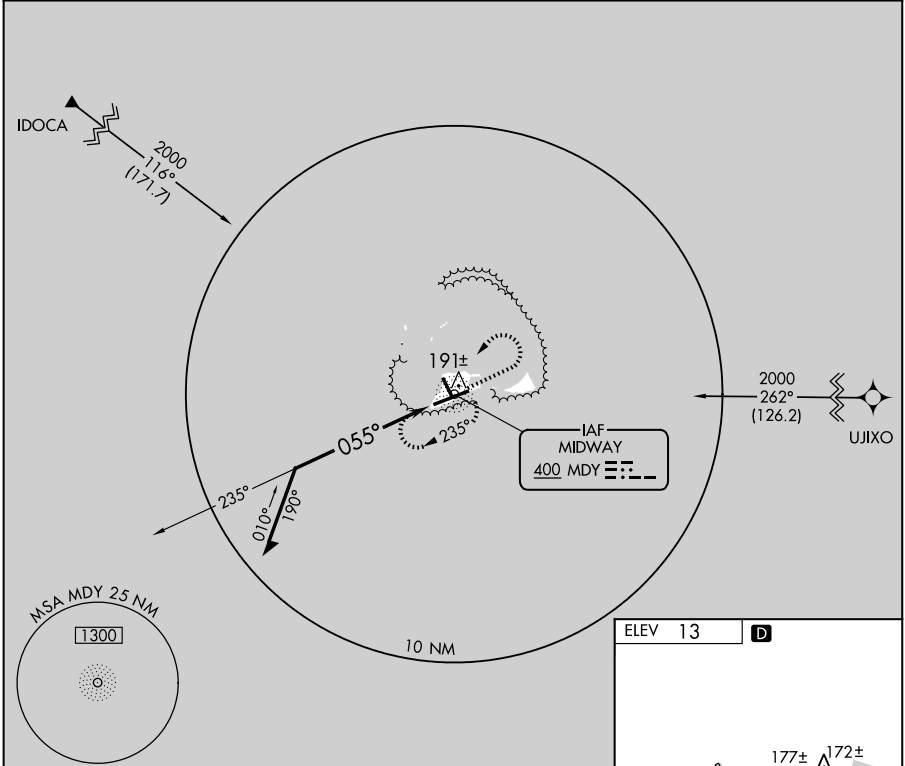 IDOCA
2000
116°
(171.7)
191±
2000
262°
(126.2)
UJIXO
055°
235°
IAF
MIDWAY
400 MDY
235°
010°
190°
MSA MDY 25 NM
1300
10 NM
ELEV 13 D
177± 172±